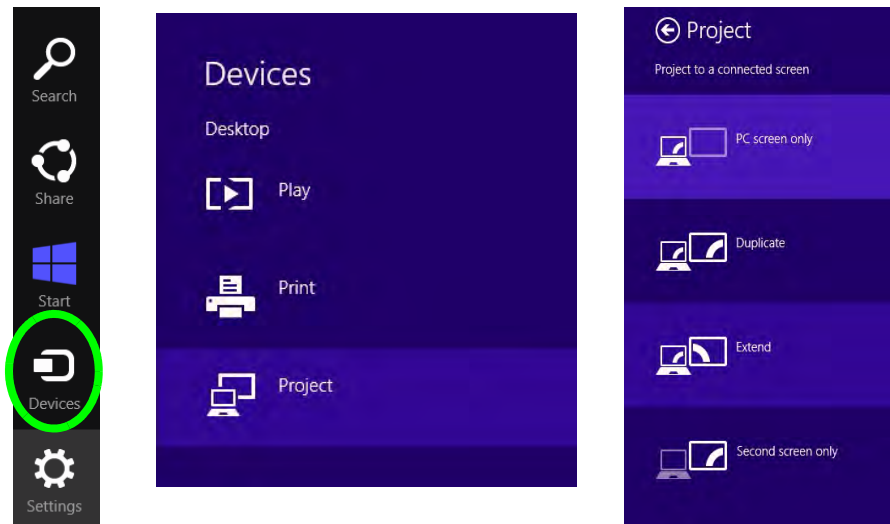 Search
Share
Start
Devices
Settings
Devices
Desktop
Play
Print
Project
Project
Project to a connected screen
PC screen only
Duplicate
Extend
Second screen only